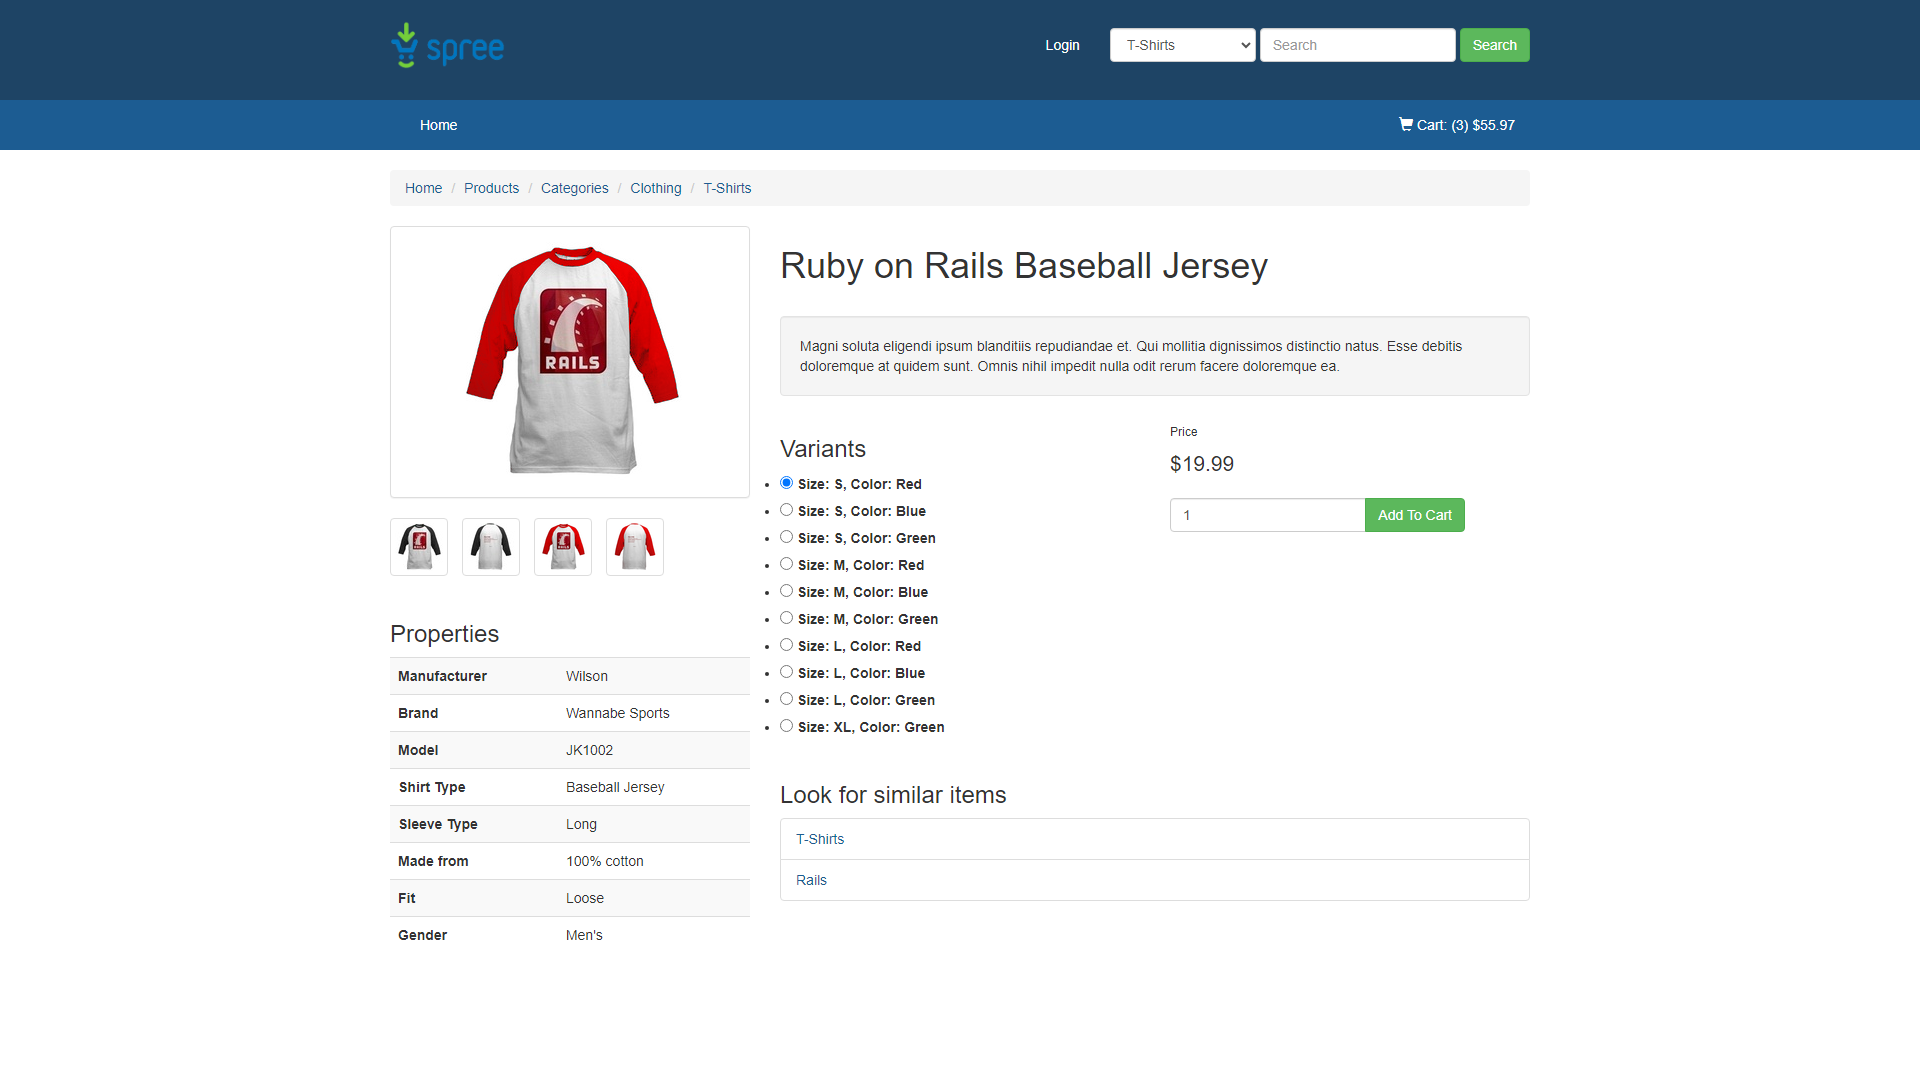 spree
Login
T-Shirts
Search
Search
Home
Cart: (3) $55.97
Home / Products / Categories / Clothing / T-Shirts
RAILS
Ruby on Rails Baseball Jersey
Magni soluta eligendi ipsum blanditiis repudiandae et. Qui mollitia dignissimos distinctio natus. Esse debitis
doloremque at quidem sunt. Omnis nihil impedit nulla odit rerum facere doloremque ea.
Variants
Size: S, Color: Red
Size: S, Color: Blue
Size: S, Color: Green
Size: M, Color: Red
Size: M, Color: Blue
Size: M, Color: Green
Size: L, Color: Red
Size: L, Color: Blue
Size: L, Color: Green
Size: XL, Color: Green
Price
$19.99
1
Add To Cart
RAILS
RAILS
Properties
Manufacturer Wilson
Brand Wannabe Sports
Model JK1002
Shirt Type Baseball Jersey
Sleeve Type Long
Made from 100% cotton
Fit Loose
Gender Men's
Look for similar items
T-Shirts
Rails